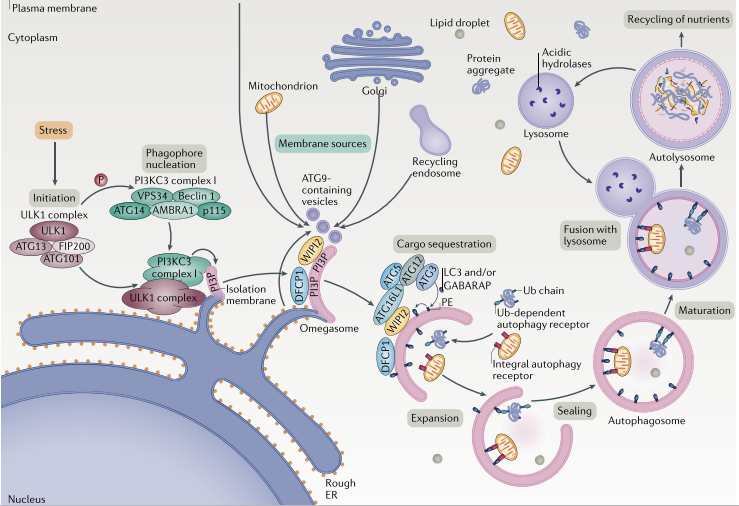 Plasma membrane
Cytoplasm
Stress
Initiation
ULK1 complex
ULK1
ATG13
FIP200
ATG101
P
Phagophore
nucleation
PI3KC3 complex I
VPS34
Beclin 1
ATG14
AMBRA1
p115
PI3KC3
complex I
ULK1 complex
PI3P
Isolation
membrane
Mitochondrion
Membrane sources
Golgi
Recycling
endosome
ATG9-
containing
vesicles
WIPI2
DFCP1
PI3P
PI3P
Omegasome
Cargo sequestration
ATG5
ATG12
ATG3
ATG16L1
WIPI2
DFCP1
LC3 and/or
GABARAP
PE
Ub chain
Ub-dependent
autophagy receptor
Integral autophagy
receptor
Expansion
Sealing
Autophagosome
Maturation
Fusion with
lysosome
Lipid droplet
Protein
aggregate
Acidic
hydrolases
Lysosome
Autolysosome
Recycling of nutrients
Rough
ER
Nucleus